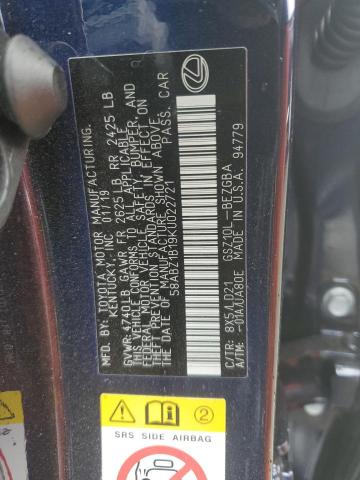 MFD. BY: TOYOTA MOTOR MANUFACTURING,
KENTUCKY, INC. 01/19
GVWR: 4740LB GAWR FR 2625 LB RR 2425 LB
THIS VEHICLE CONFORMS TO ALL APPLICABLE
FEDERAL MOTOR VEHICLE SAFETY, BUMPER, AND
THEFT PREVENTION STANDARDS IN EFFECT ON
THE DATE OF MANUFACTURE SHOWN ABOVE.
58ABZ1B19KU022721 PASS. CAR
C/TR: 8X5/LD21 GSZ10L-BEZGBA
A/TM: -01A/UA80E MADE IN U.S.A. 94779
2
SRS SIDE AIRBAG